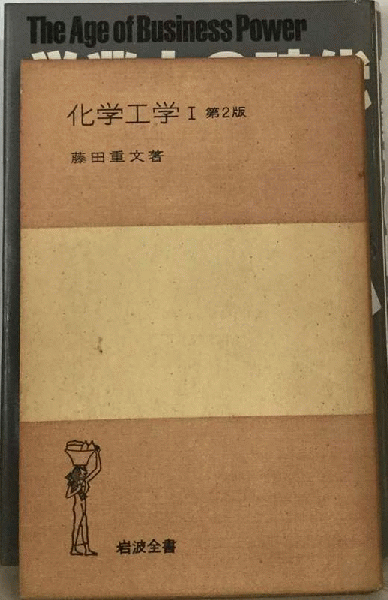 The Age of Business Power
化学工学 I 第2版
藤田重文著
岩波全書